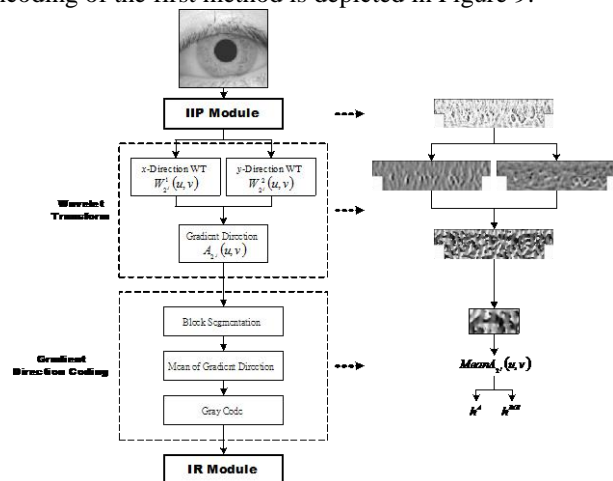 ncoding of the first method is depicted in Figure 9.
IIP Module
x-Direction WT
y-Direction WT
Wavelet
Transform
Gradient Direction
Block Segmentation
Gradient
Direction Coding
Mean of Gradient Direction
Gray Code
IR Module